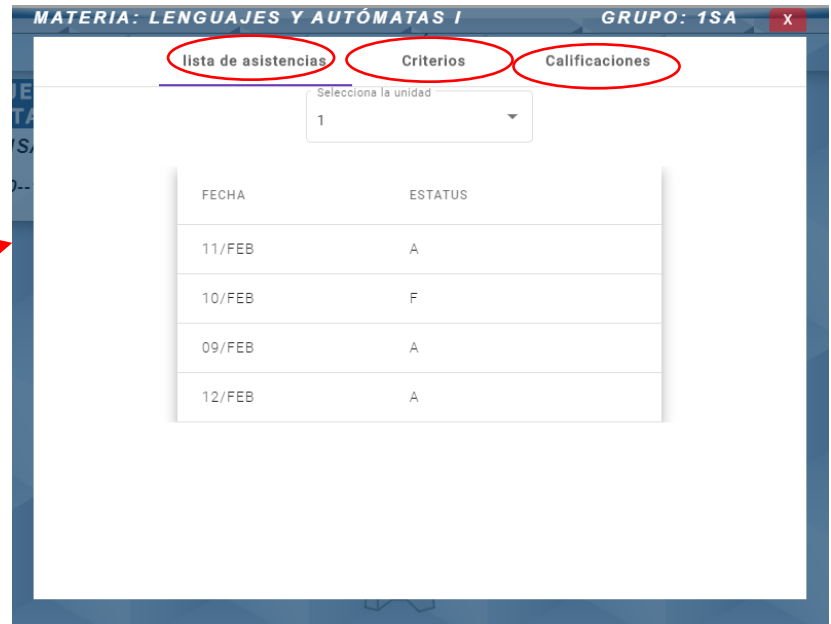 MATERIA: LENGUAJES Y AUTÓMATAS I GRUPO: 1SA X
lista de asistencias Criterios Calificaciones
Selecciona la unidad
1
FECHA ESTATUS
11/FEB A
10/FEB F
09/FEB A
12/FEB A